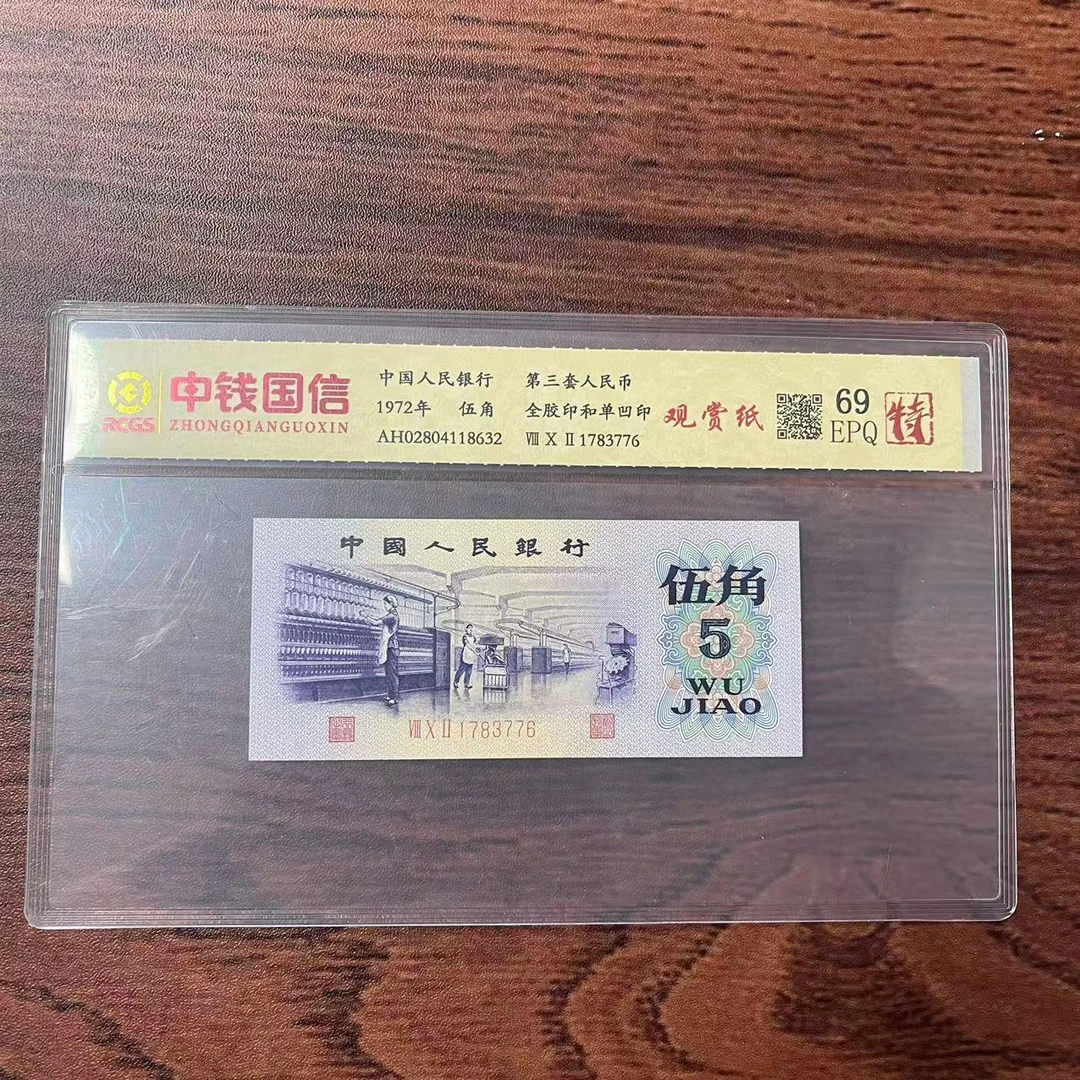 中钱国信
RCGS ZHONGQIANGUOXIN
中国人民银行 第三套人民币
1972年 伍角 全胶印和单凹印
AH02804118632 Ⅷ Ⅹ Ⅱ 1783776
观赏纸
69
EPQ
特
中國人民銀行
伍角
5
WU
JIAO
Ⅷ Ⅹ Ⅱ 1783776